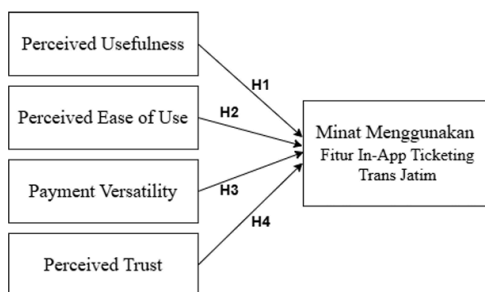 Perceived Usefulness
H1
Perceived Ease of Use
H2
Minat Menggunakan
Fitur In-App Ticketing
Trans Jatim
Payment Versatility
H3
H4
Perceived Trust